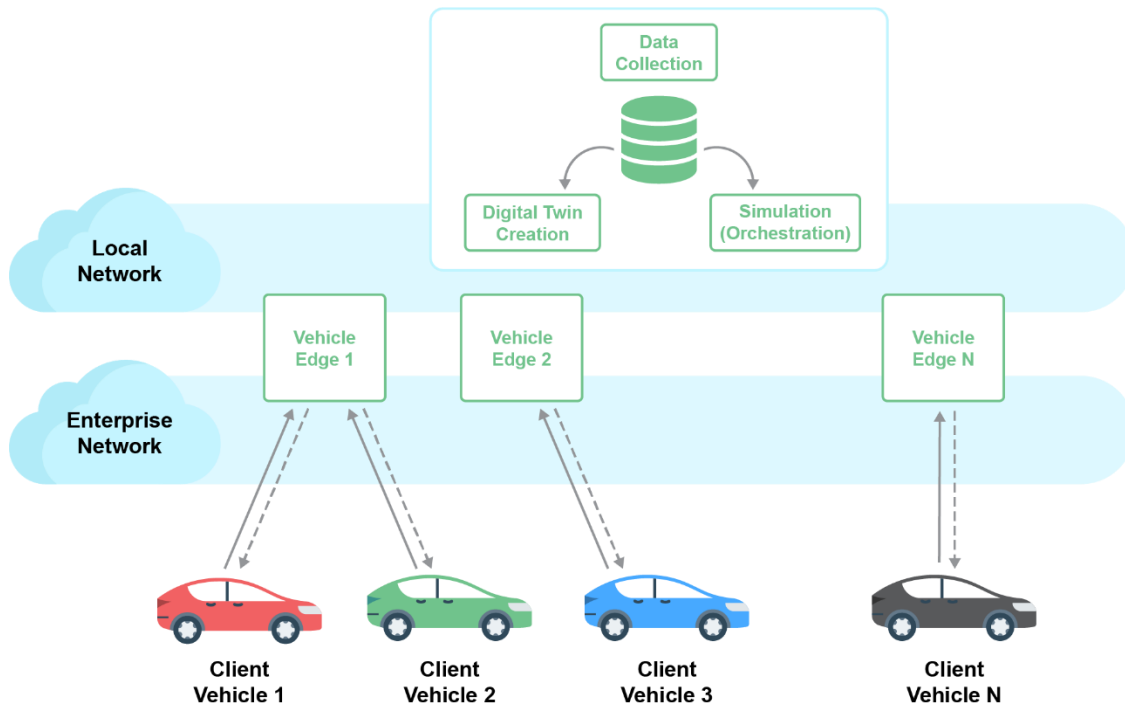 Data
Collection
Digital Twin
Creation
Simulation
(Orchestration)
Local
Network
Vehicle
Edge 1
Vehicle
Edge 2
Vehicle
Edge N
Enterprise
Network
Client
Vehicle 1
Client
Vehicle 2
Client
Vehicle 3
Client
Vehicle N